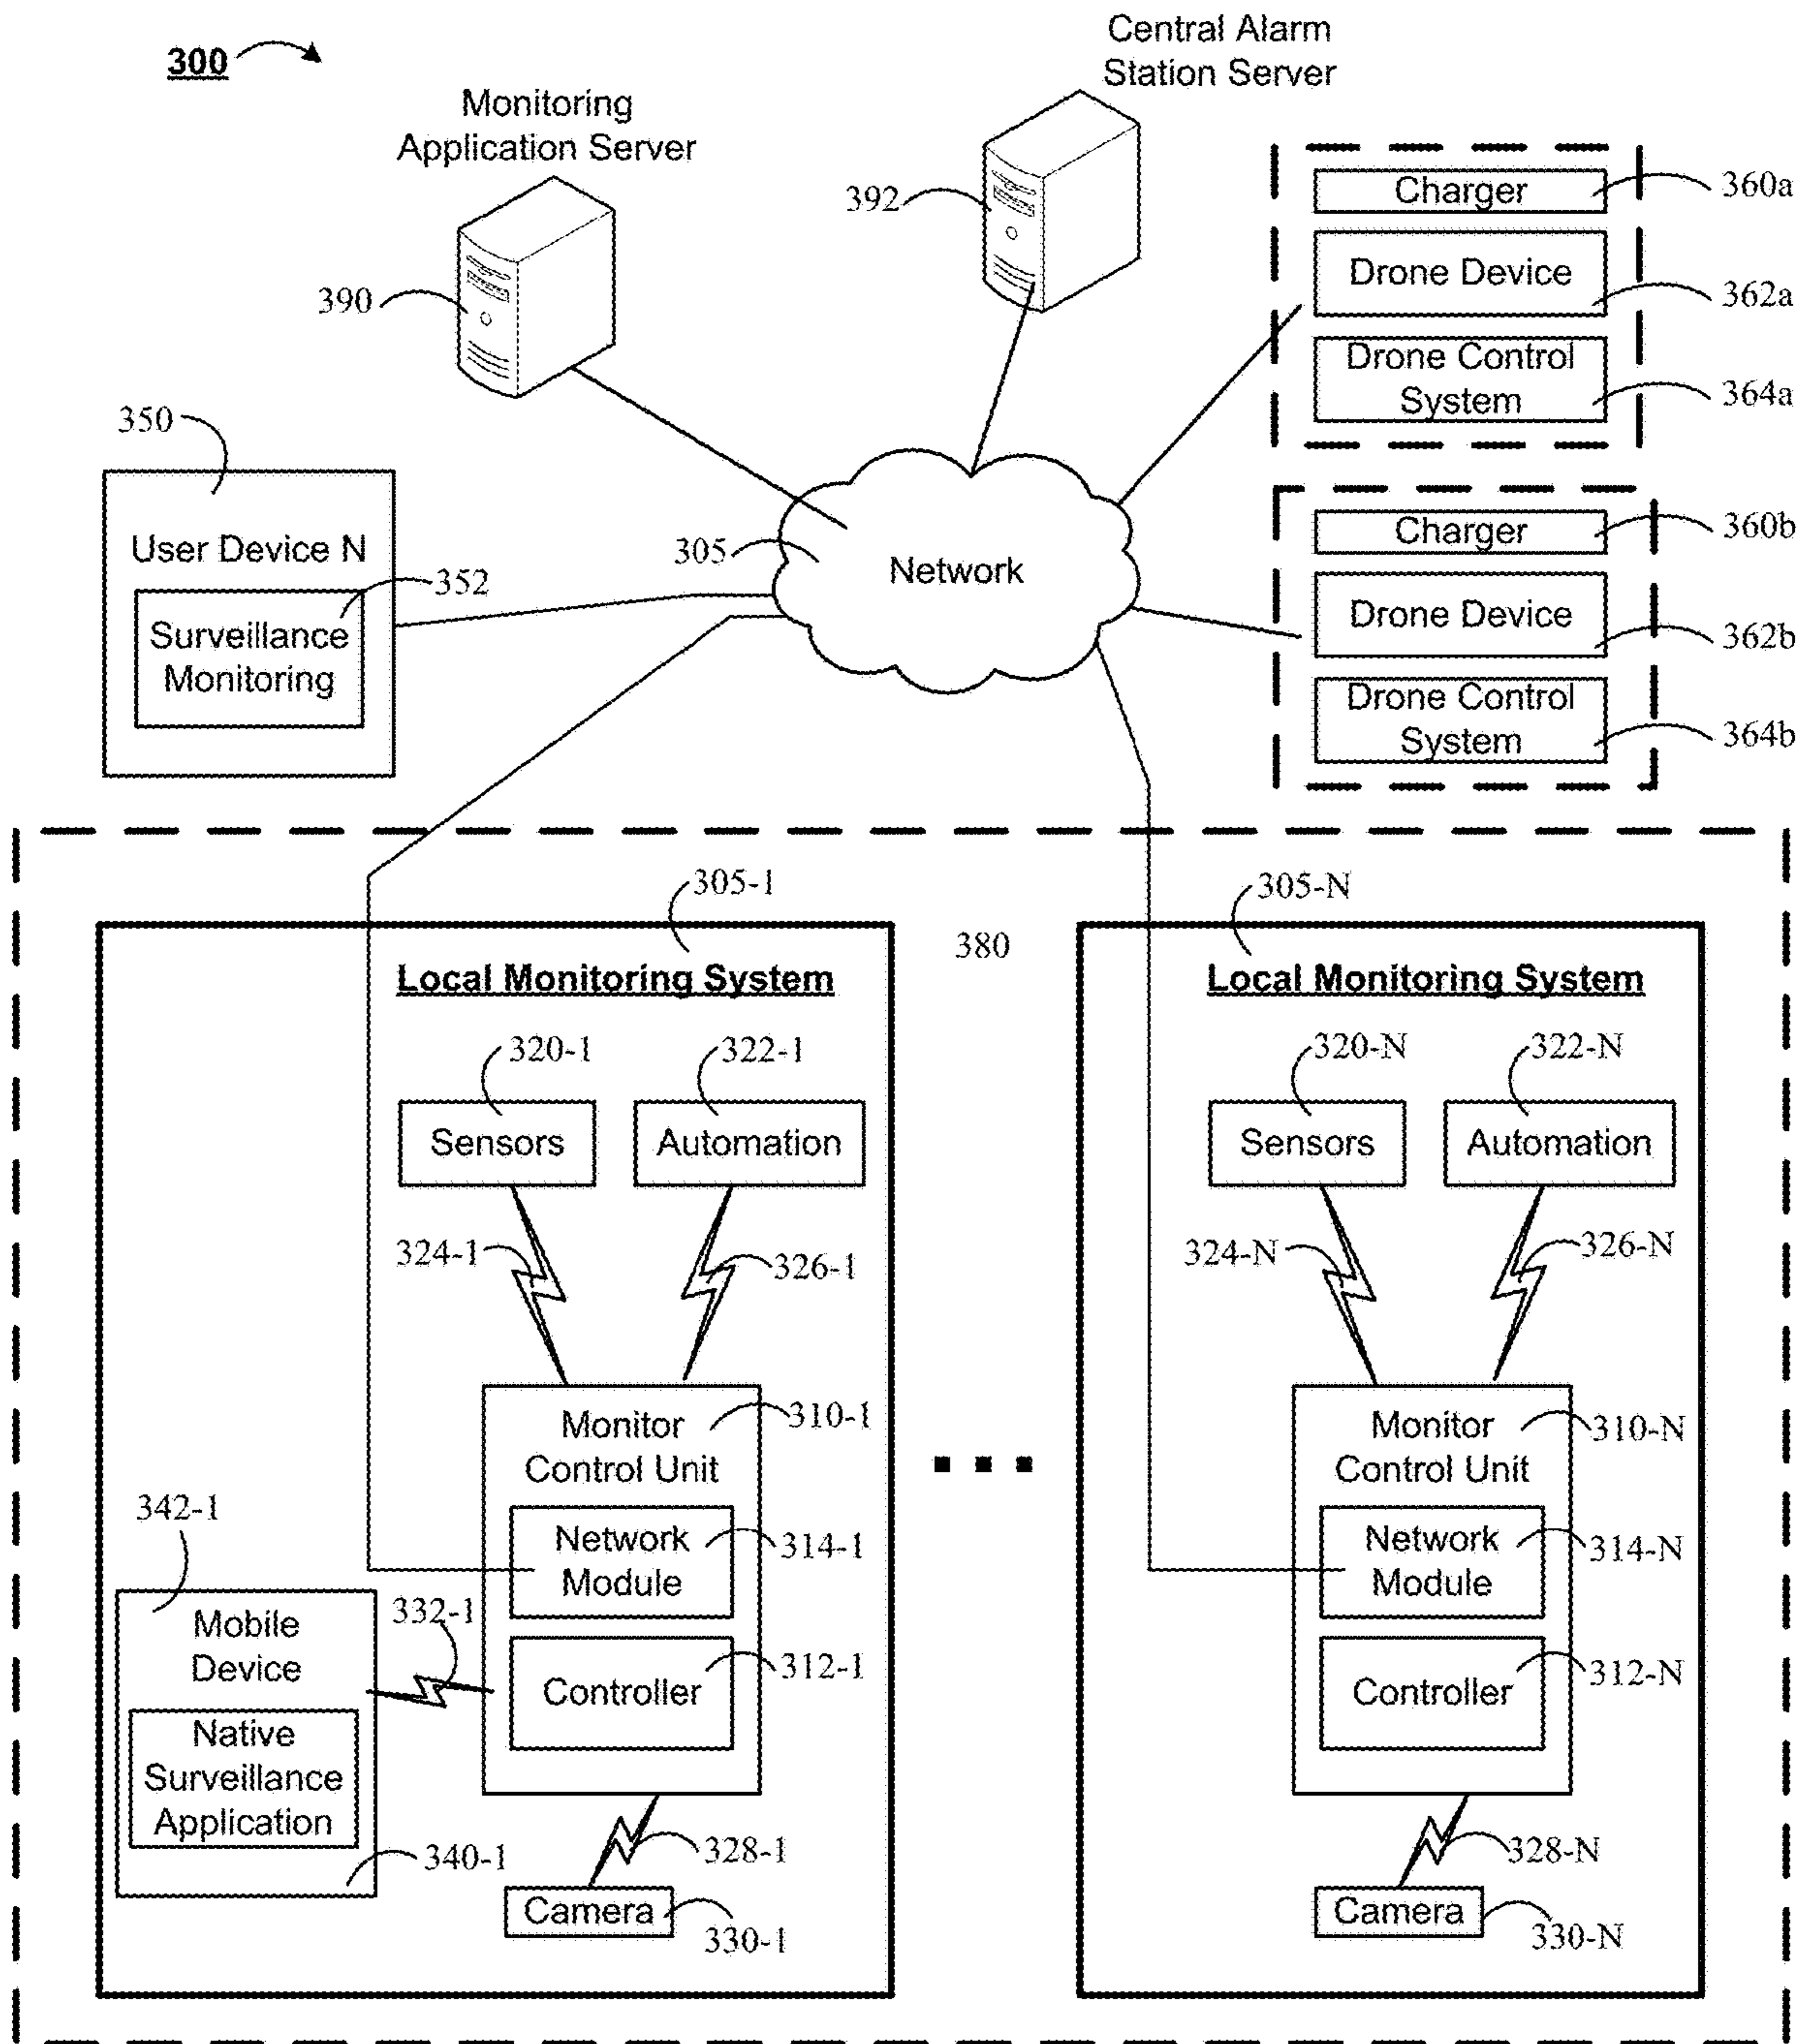 300
Central Alarm
Station Server
Monitoring
Application Server
392
390
Charger
360a
Drone Device
362a
Drone Control
System
364a
350
User Device N
352
Surveillance
Monitoring
305
Network
Charger
360b
Drone Device
362b
Drone Control
System
364b
380
305-1
Local Monitoring System
320-1
322-1
Sensors
Automation
324-1
326-1
Monitor
Control Unit
310-1
Network
Module
314-1
Controller
312-1
342-1
Mobile
Device
332-1
Native
Surveillance
Application
340-1
328-1
Camera
330-1
305-N
Local Monitoring System
320-N
322-N
Sensors
Automation
324-N
326-N
Monitor
Control Unit
310-N
Network
Module
314-N
Controller
312-N
328-N
Camera
330-N